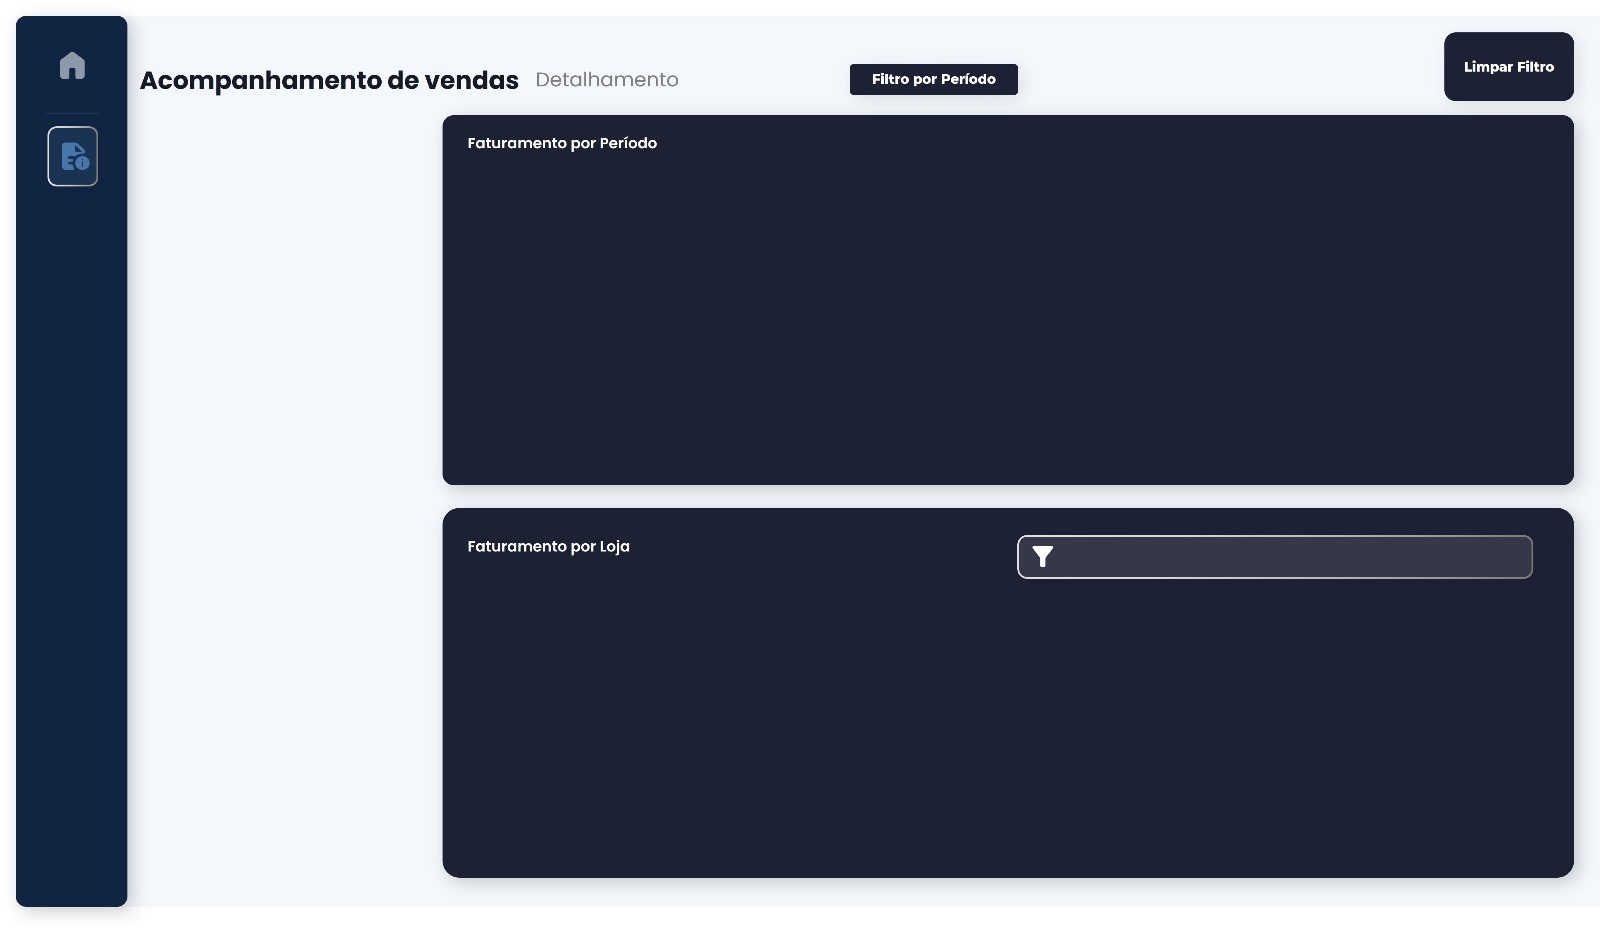 Acompanhamento de vendas Detalhamento
Filtro por Período
Limpar Filtro
Faturamento por Período
Faturamento por Loja